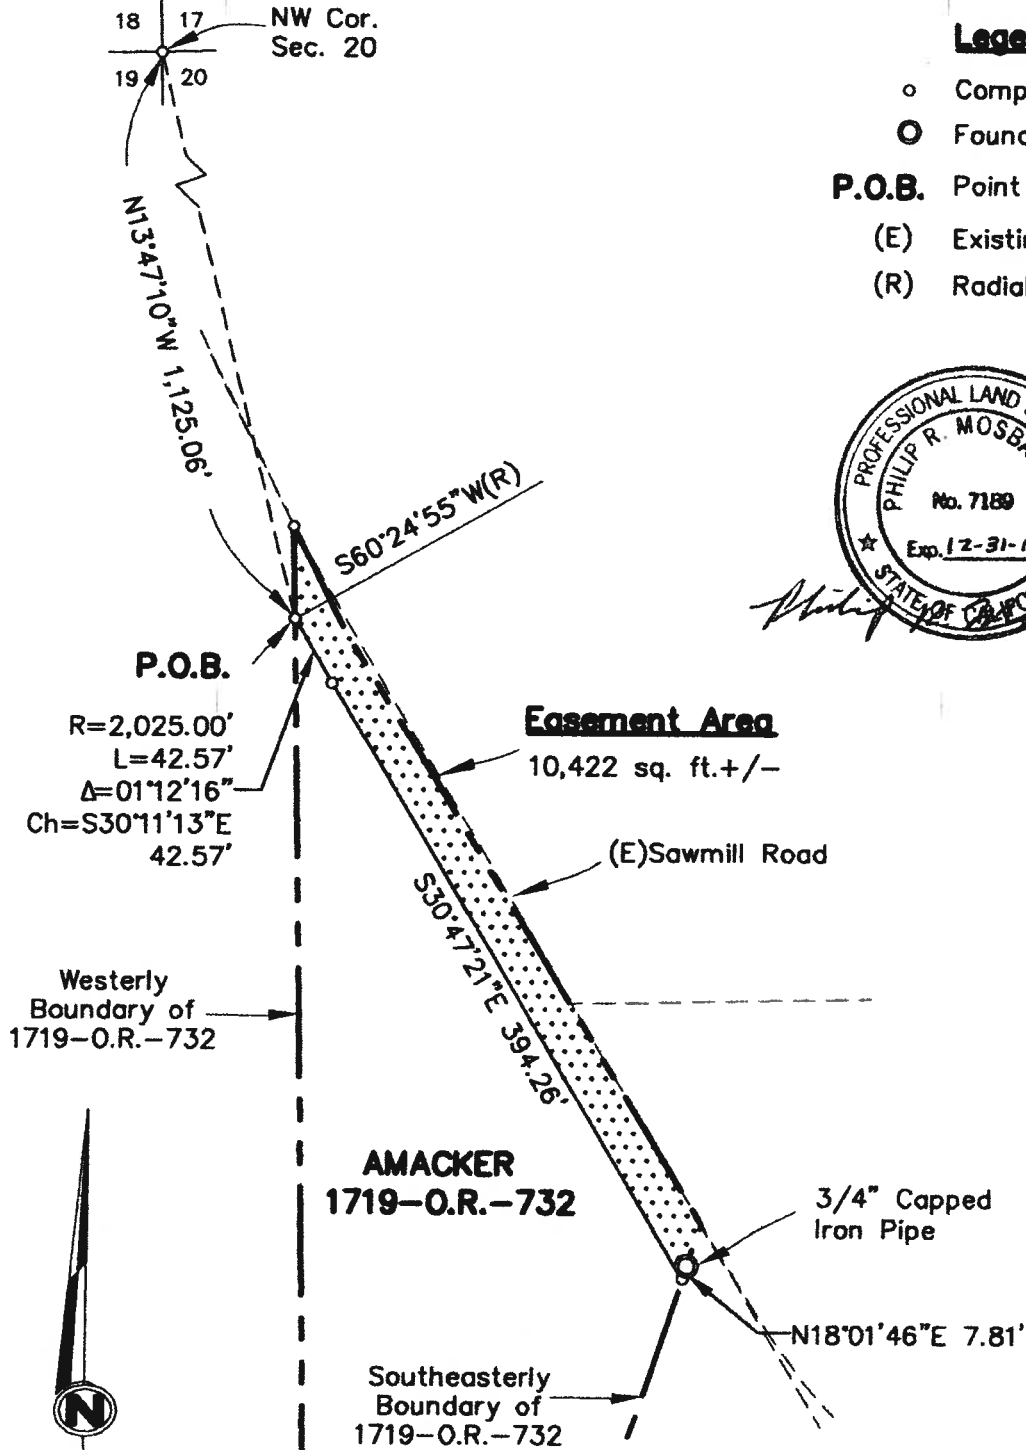 18 17
19 20
NW Cor.
Sec. 20
N13°47'10"W 1,125.06'
S60°24'55"W(R)
P.O.B.
R=2,025.00'
L=42.57'
Δ=01°12'16"
Ch=S30°11'13"E
42.57'
Easement Area
10,422 sq. ft.+/-
(E)Sawmill Road
S30°47'21"E 394.26'
Westerly
Boundary of
1719-O.R.-732
AMACKER
1719-O.R.-732
3/4" Capped
Iron Pipe
N18°01'46"E 7.81'
Southeasterly
Boundary of
1719-O.R.-732
N
Lege
Comp
Foun
P.O.B. Point
(E) Existi
(R) Radia
PROFESSIONAL LAND
PHILIP R. MOSBA
No. 7189
Exp. 12-31-1
STATE OF